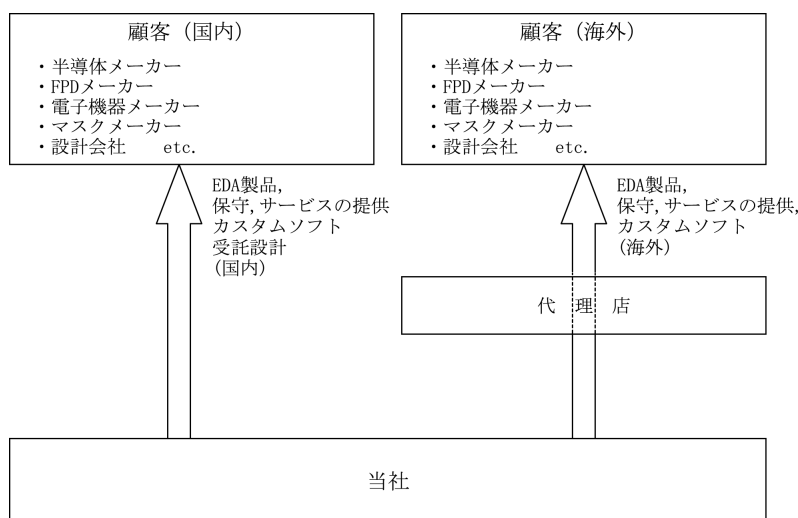 顧客（国内）
・半導体メーカー
・FPDメーカー
・電子機器メーカー
・マスクメーカー
・設計会社　etc.
顧客（海外）
・半導体メーカー
・FPDメーカー
・電子機器メーカー
・マスクメーカー
・設計会社　etc.
EDA製品,
保守,サービスの提供
カスタムソフト
受託設計
(国内)
EDA製品,
保守,サービスの提供,
カスタムソフト
(海外)
代　理　店
当社